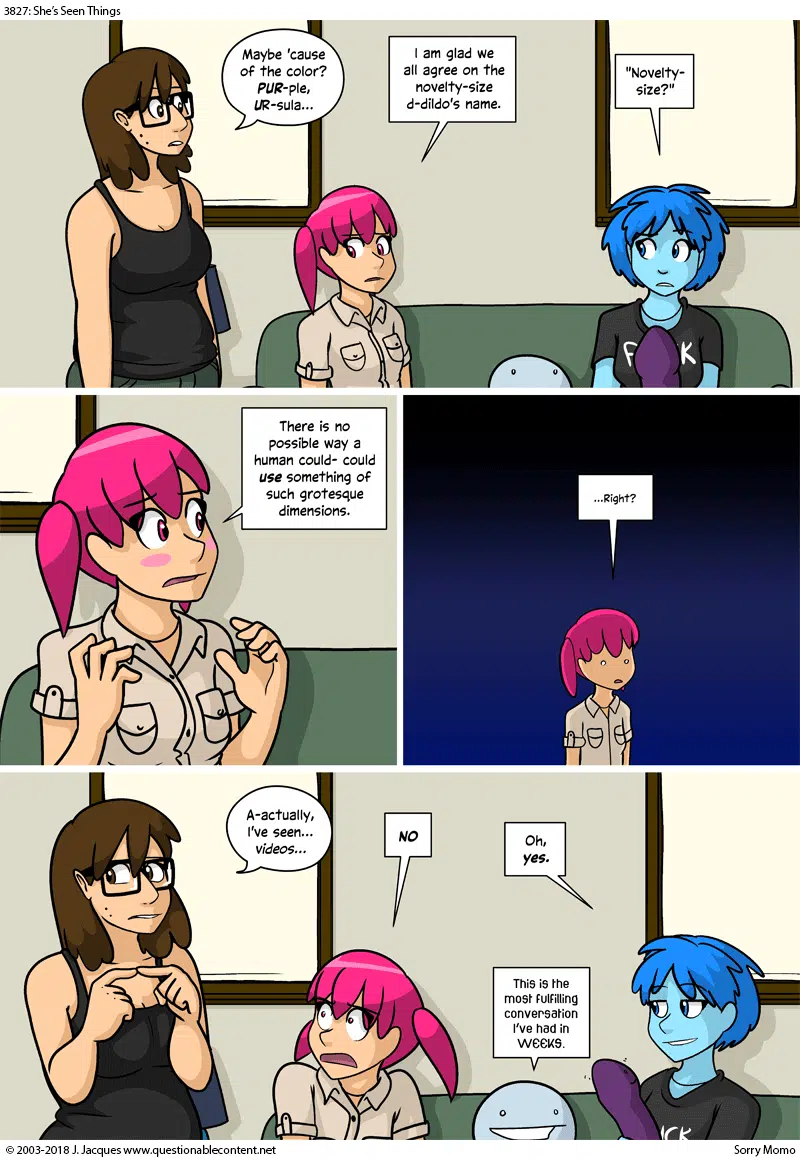 3827: She's Seen Things
Maybe 'cause
of the color?
PUR-ple,
UR-sula...
I am glad we
all agree on the
novelty-size
d-dildo's name.
"Novelty-
size?"
F CK
There is no
possible way a
human could- could
use something of
such grotesque
dimensions.
...Right?
A-actually,
I've seen...
videos...
NO
Oh,
yes.
This is the
most fulfilling
conversation
I've had in
WEEKS.
CK
© 2003-2018 J. Jacques www.questionablecontent.net
Sorry Momo